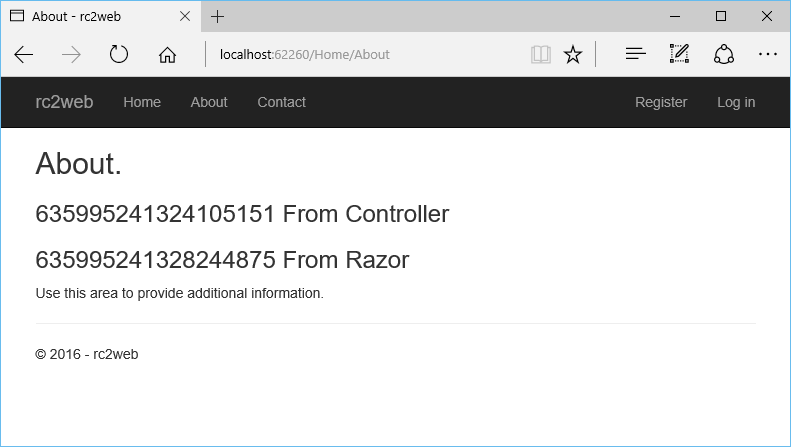 About - rc2web
localhost:62260/Home/About
rc2web Home About Contact Register Log in
About.
635995241324105151 From Controller
635995241328244875 From Razor
Use this area to provide additional information.
© 2016 - rc2web